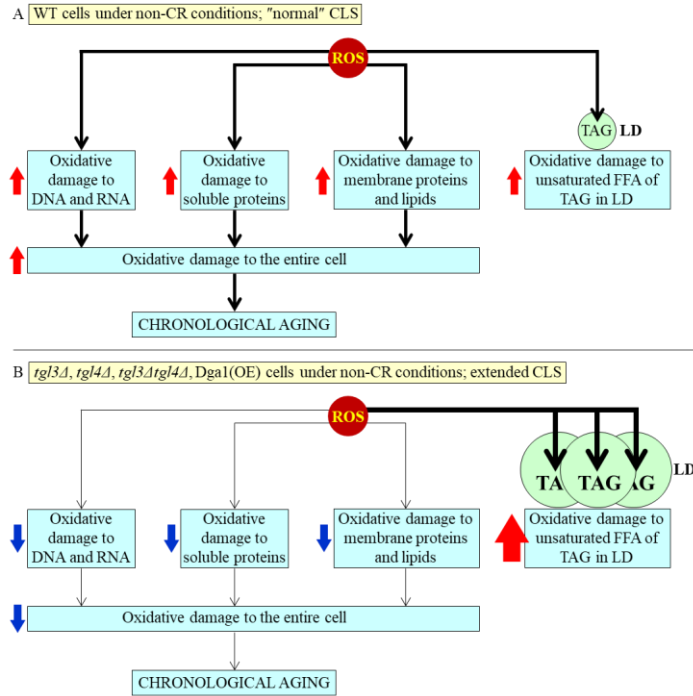 A WT cells under non-CR conditions; "normal" CLS
ROS
TAG LD
Oxidative
damage to
DNA and RNA
Oxidative
damage to
soluble proteins
Oxidative damage to
membrane proteins
and lipids
Oxidative damage to
unsaturated FFA of
TAG in LD
Oxidative damage to the entire cell
CHRONOLOGICAL AGING
B tgl3Δ, tgl4Δ, tgl3Δtgl4Δ, Dga1(OE) cells under non-CR conditions; extended CLS
ROS
TA TAG AG LD
Oxidative
damage to
DNA and RNA
Oxidative
damage to
soluble proteins
Oxidative damage to
membrane proteins
and lipids
Oxidative damage to
unsaturated FFA of
TAG in LD
Oxidative damage to the entire cell
CHRONOLOGICAL AGING